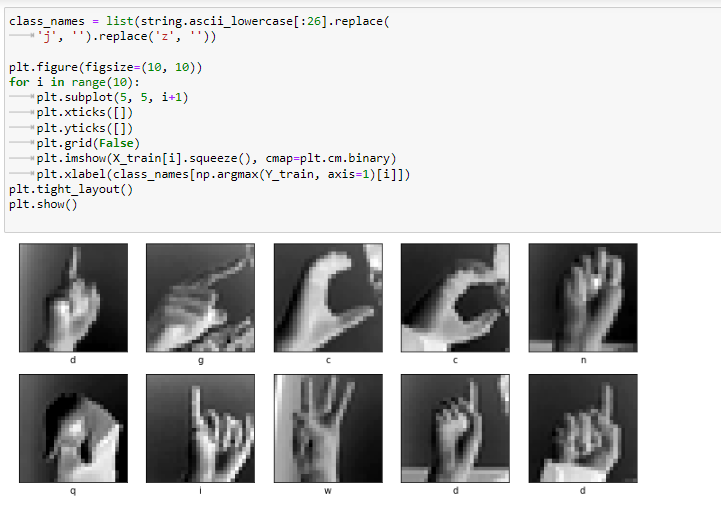 class_names = list(string.ascii_lowercase[:26].replace(
'j', '').replace('z', ''))
plt.figure(figsize=(10, 10))
for i in range(10):
plt.subplot(5, 5, i+1)
plt.xticks([])
plt.yticks([])
plt.grid(False)
plt.imshow(X_train[i].squeeze(), cmap=plt.cm.binary)
plt.xlabel(class_names[np.argmax(Y_train, axis=1)[i]])
plt.tight_layout()
plt.show()
d g c c n
q i w d d